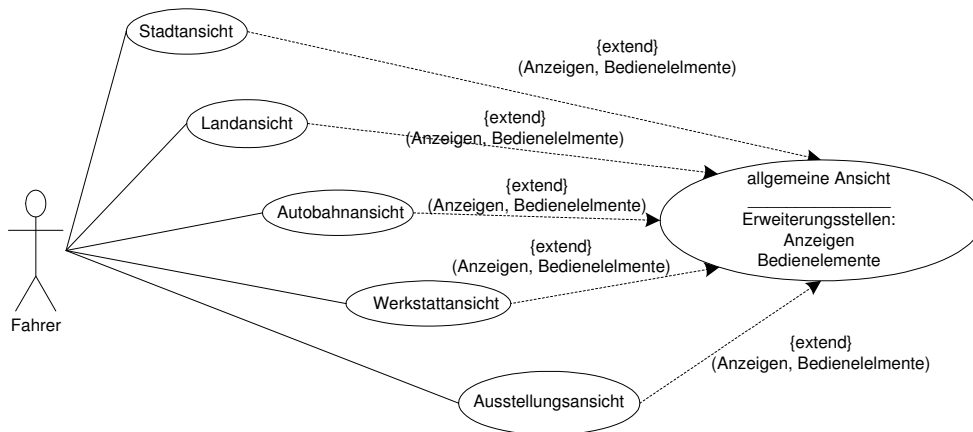 Stadtansicht
{extend}
(Anzeigen, Bedienelelmente)
Landansicht
{extend}
(Anzeigen, Bedienelelmente)
allgemeine Ansicht
Erweiterungsstellen:
Anzeigen
Bedienelemente
Autobahnansicht
{extend}
(Anzeigen, Bedienelelmente)
{extend}
(Anzeigen, Bedienelelmente)
Werkstattansicht
Fahrer
{extend}
(Anzeigen, Bedienelelmente)
Ausstellungsansicht